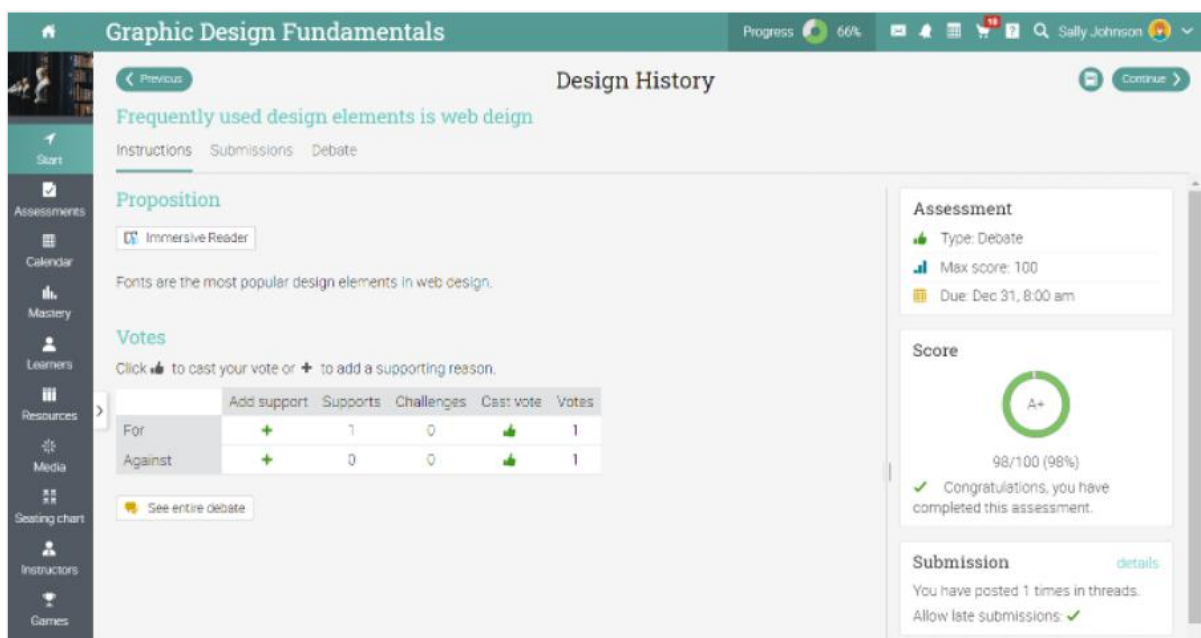 Graphic Design Fundamentals
Progress 66%
18
Sally Johnson
Previous
Design History
Continue
Frequently used design elements is web deign
Instructions Submissions Debate
Start
Assessments
Calendar
Mastery
Learners
Resources
Media
Seating chart
Instructors
Games
Proposition
Immersive Reader
Fonts are the most popular design elements in web design.
Votes
Click to cast your vote or + to add a supporting reason.
Add support Supports Challenges Cast vote Votes
For + 1 0 1
Against + 0 0 1
See entire debate
Assessment
Type: Debate
Max score: 100
Due: Dec 31, 8:00 am
Score
A+
98/100 (98%)
Congratulations, you have
completed this assessment.
Submission details
You have posted 1 times in threads.
Allow late submissions: